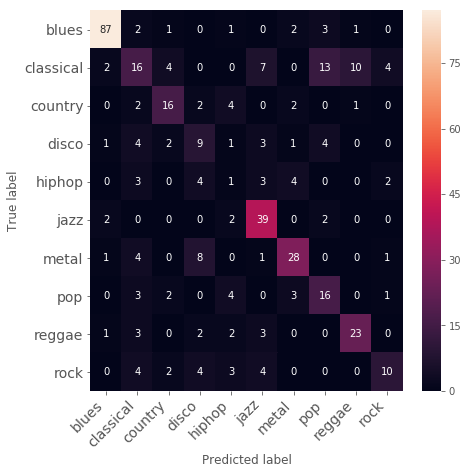 True label
blues 87 2 1 0 1 0 2 3 1 0
classical 2 16 4 0 0 7 0 13 10 4
country 0 2 16 2 4 0 2 0 1 0
disco 1 4 2 9 1 3 1 4 0 0
hiphop 0 3 0 4 1 3 4 0 0 2
jazz 2 0 0 0 2 39 0 2 0 0
metal 1 4 0 8 0 1 28 0 0 1
pop 0 3 2 0 4 0 3 16 0 1
reggae 1 3 0 2 2 3 0 0 23 0
rock 0 4 2 4 3 4 0 0 0 10
blues classical country disco hiphop jazz metal pop reggae rock
Predicted label
75
60
45
30
15
0